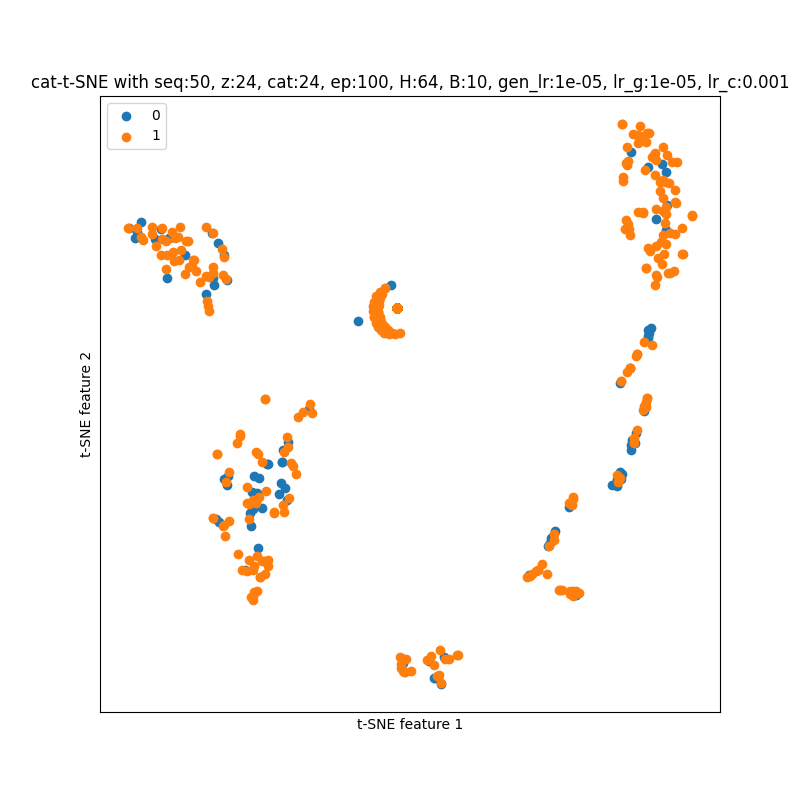 cat-t-SNE with seq:50, z:24, cat:24, ep:100, H:64, B:10, gen_lr:1e-05, lr_g:1e-05, lr_c:0.001
0
1
t-SNE feature 2
t-SNE feature 1